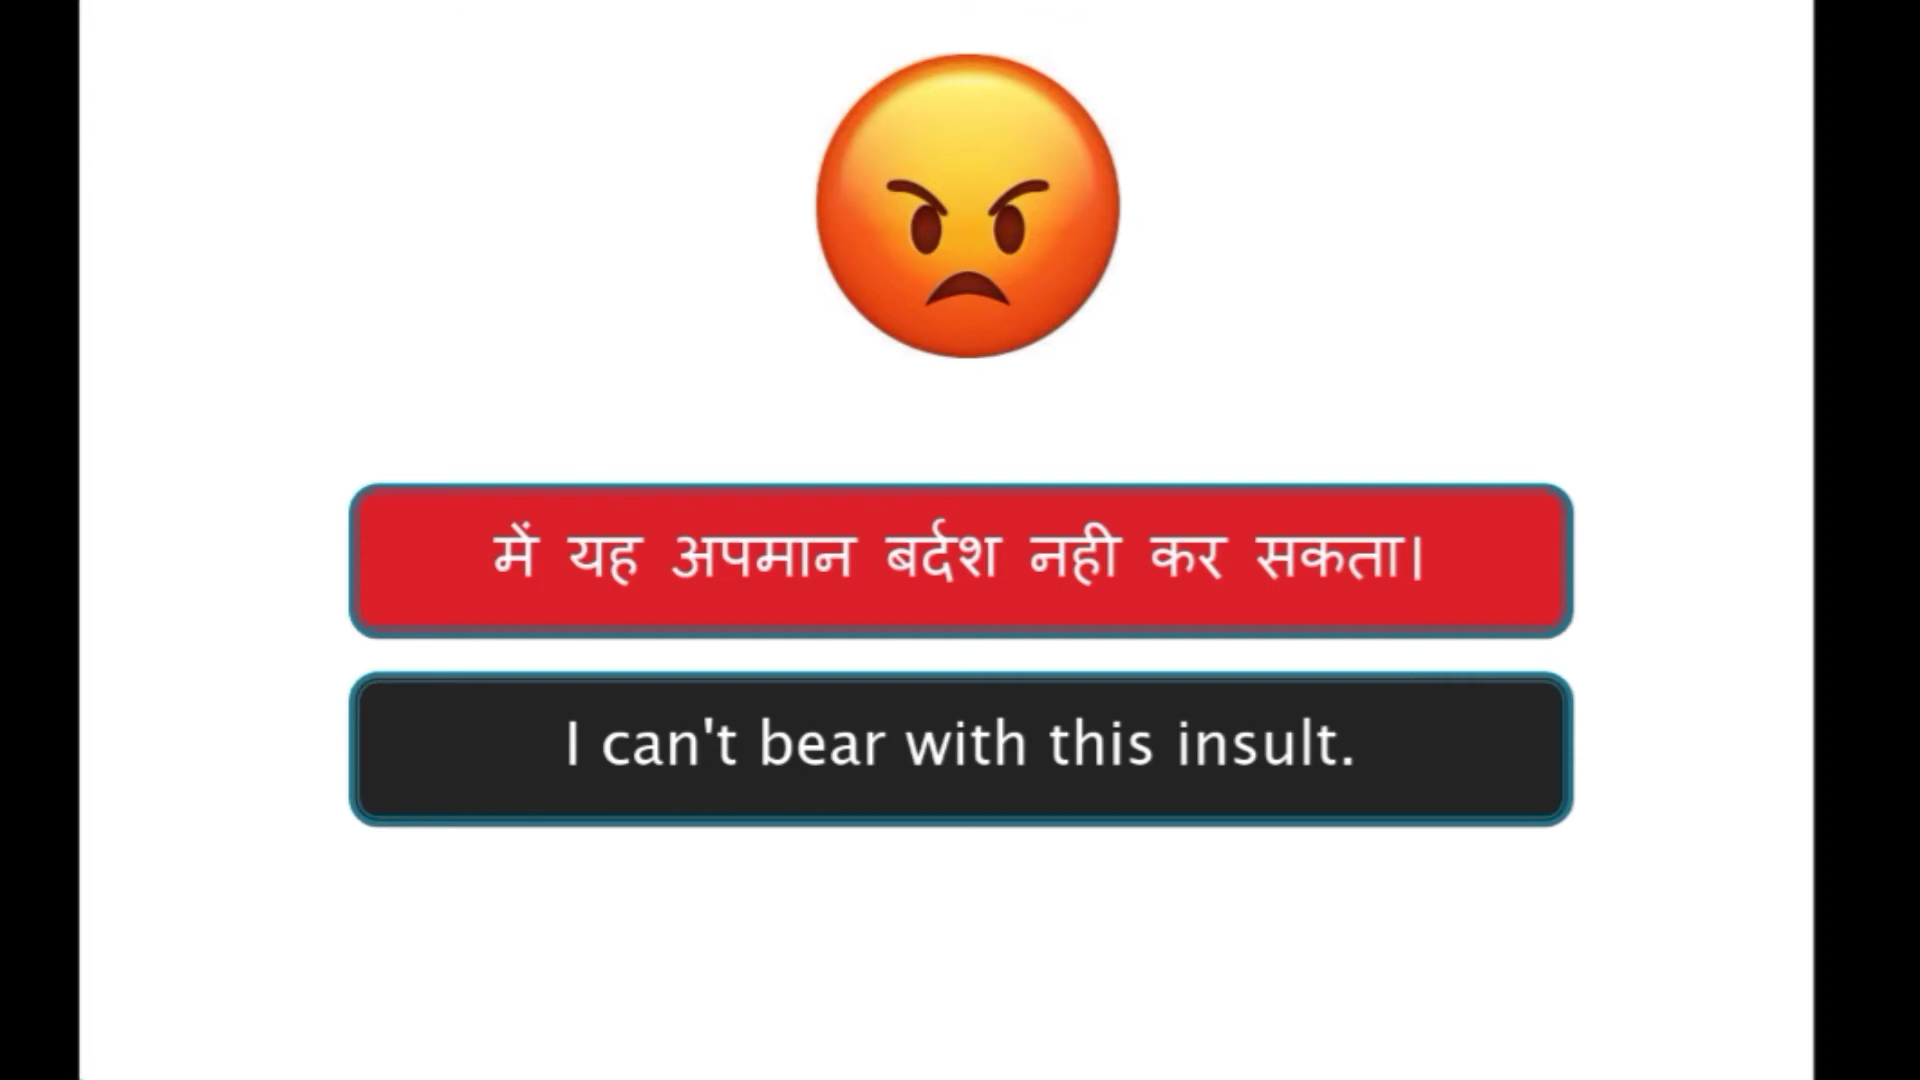 में यह अपमान बर्दश नही कर सकता।
I can't bear with this insult.